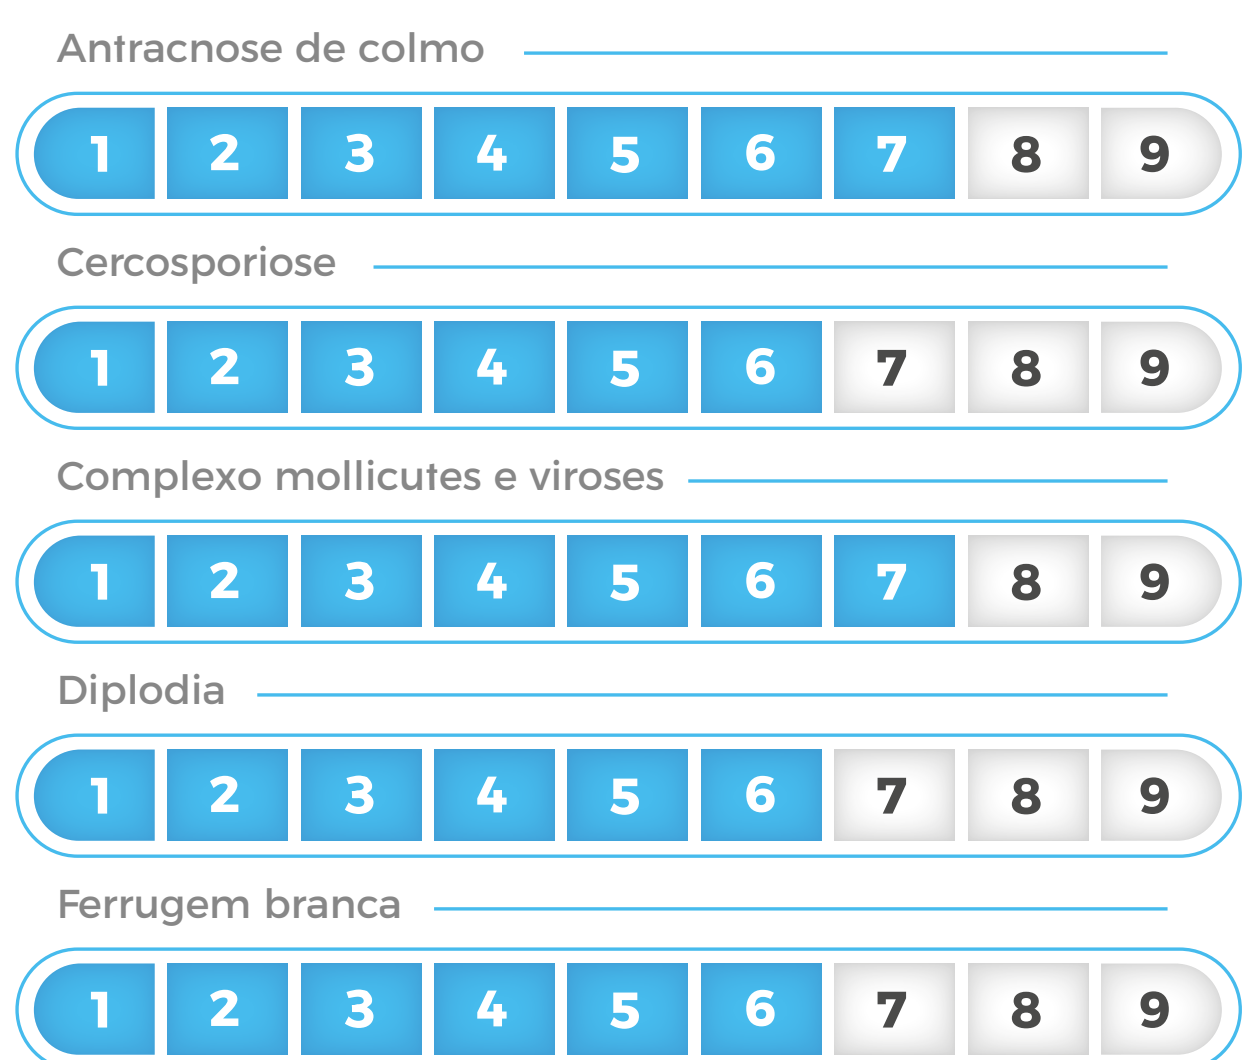 Antracnose de colmo
1 2 3 4 5 6 7 8 9
Cercosporiose
1 2 3 4 5 6 7 8 9
Complexo mollicutes e viroses
1 2 3 4 5 6 7 8 9
Diplodia
1 2 3 4 5 6 7 8 9
Ferrugem branca
1 2 3 4 5 6 7 8 9